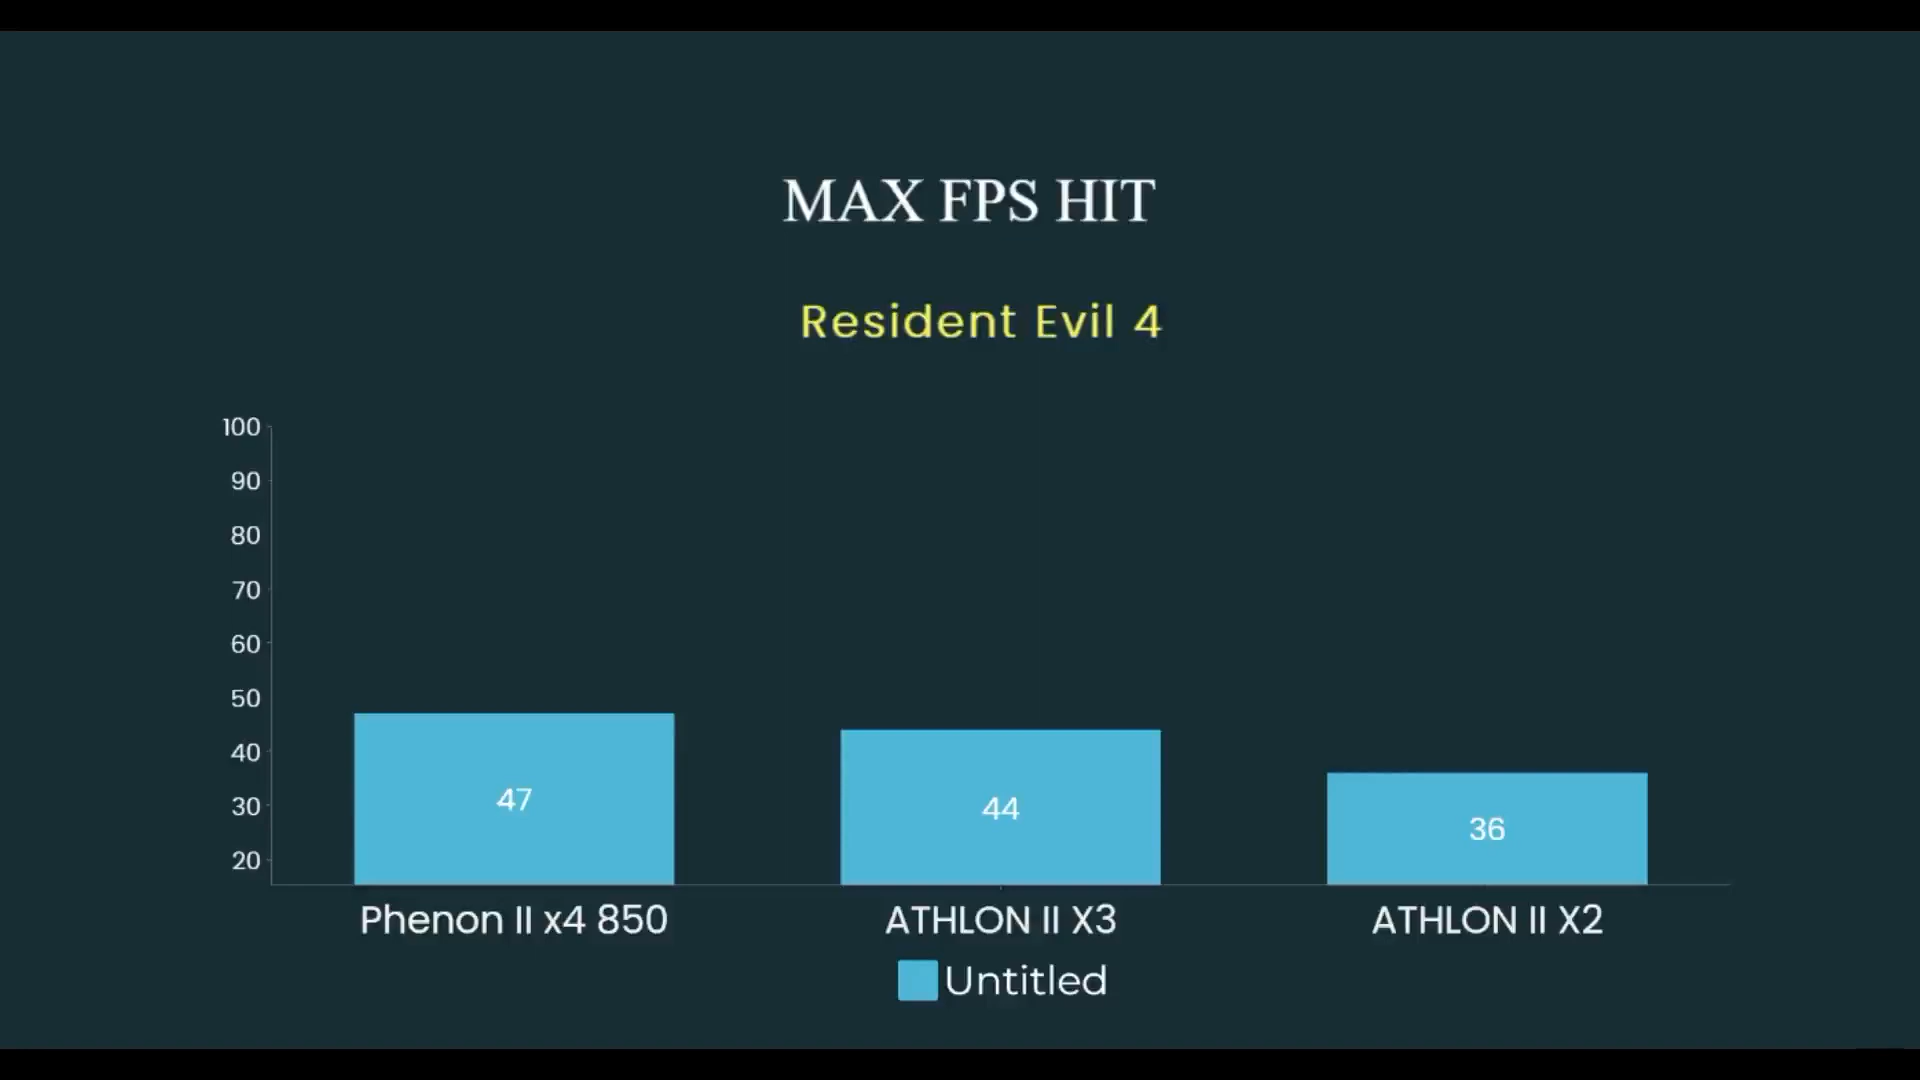 MAX FPS HIT
Resident Evil 4
100
90
80
70
60
50
40
30
20
47
44
36
Phenon II x4 850
ATHLON II X3
ATHLON II X2
Untitled